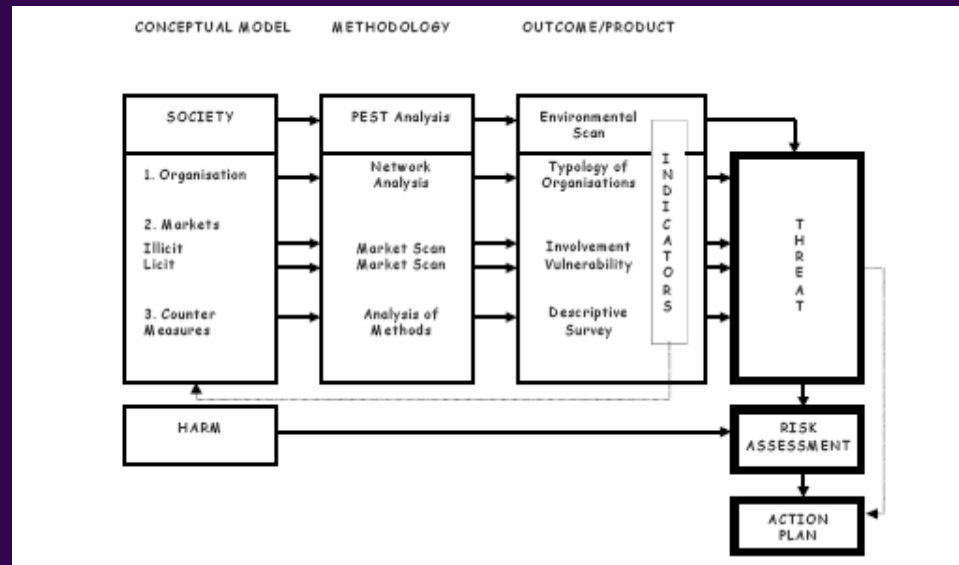 CONCEPTUAL MODEL
METHODOLOGY
OUTCOME/PRODUCT
SOCIETY
PEST Analysis
Environmental
Scan
1. Organisation
Network
Analysis
Typology of
Organisations
2. Markets
Illicit
Licit
Market Scan
Market Scan
Involvement
Vulnerability
3. Counter
Measures
Analysis of
Methods
Descriptive
Survey
INDICATORS
THREAT
HARM
RISK
ASSESSMENT
ACTION
PLAN